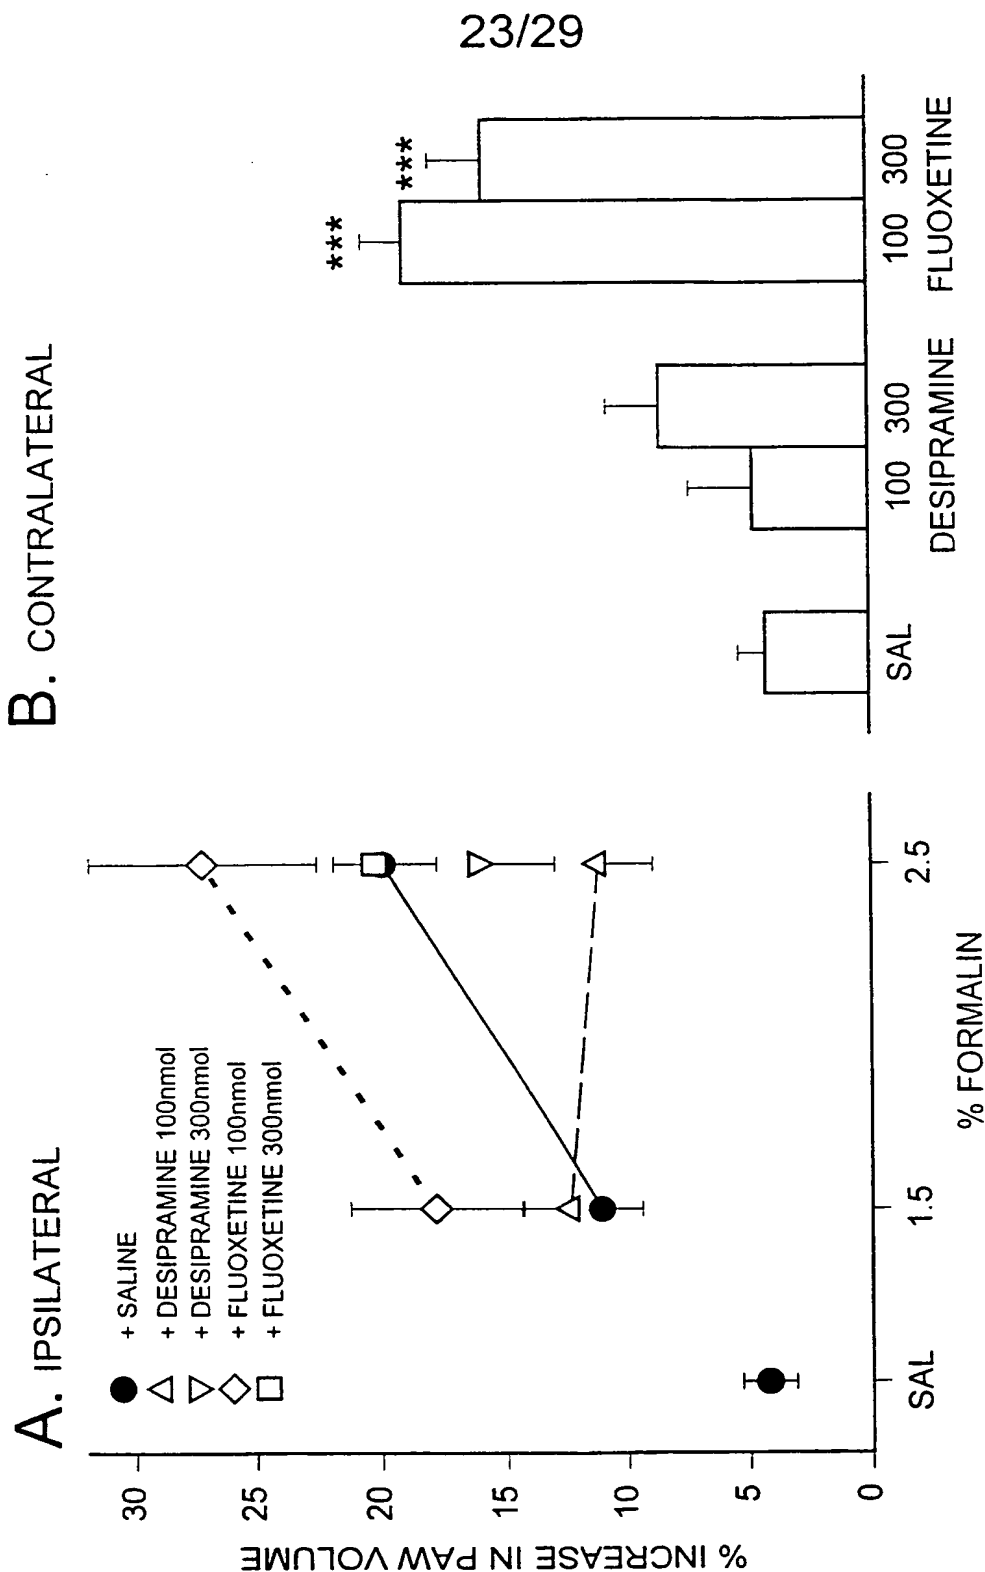 23/29
A. IPSILATERAL
+ SALINE
+ DESIPRAMINE 100nmol
+ DESIPRAMINE 300nmol
+ FLUOXETINE 100nmol
+ FLUOXETINE 300nmol
% INCREASE IN PAW VOLUME
30
25
20
15
10
5
0
SAL
1.5
2.5
% FORMALIN
B. CONTRALATERAL
***
***
SAL
100
300
100
300
DESIPRAMINE
FLUOXETINE